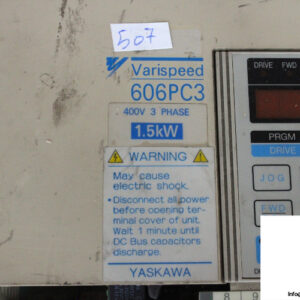 507
Varispeed
606PC3
400V 3 PHASE
1.5kW
WARNING
May cause
electric shock.
• Disconnect all power
before opening ter-
minal cover of unit.
Wait 1 minute until
DC Bus capacitors
discharge.
YASKAWA
DRIVE FWD
PRGM
DRIVE
JOG
FWD